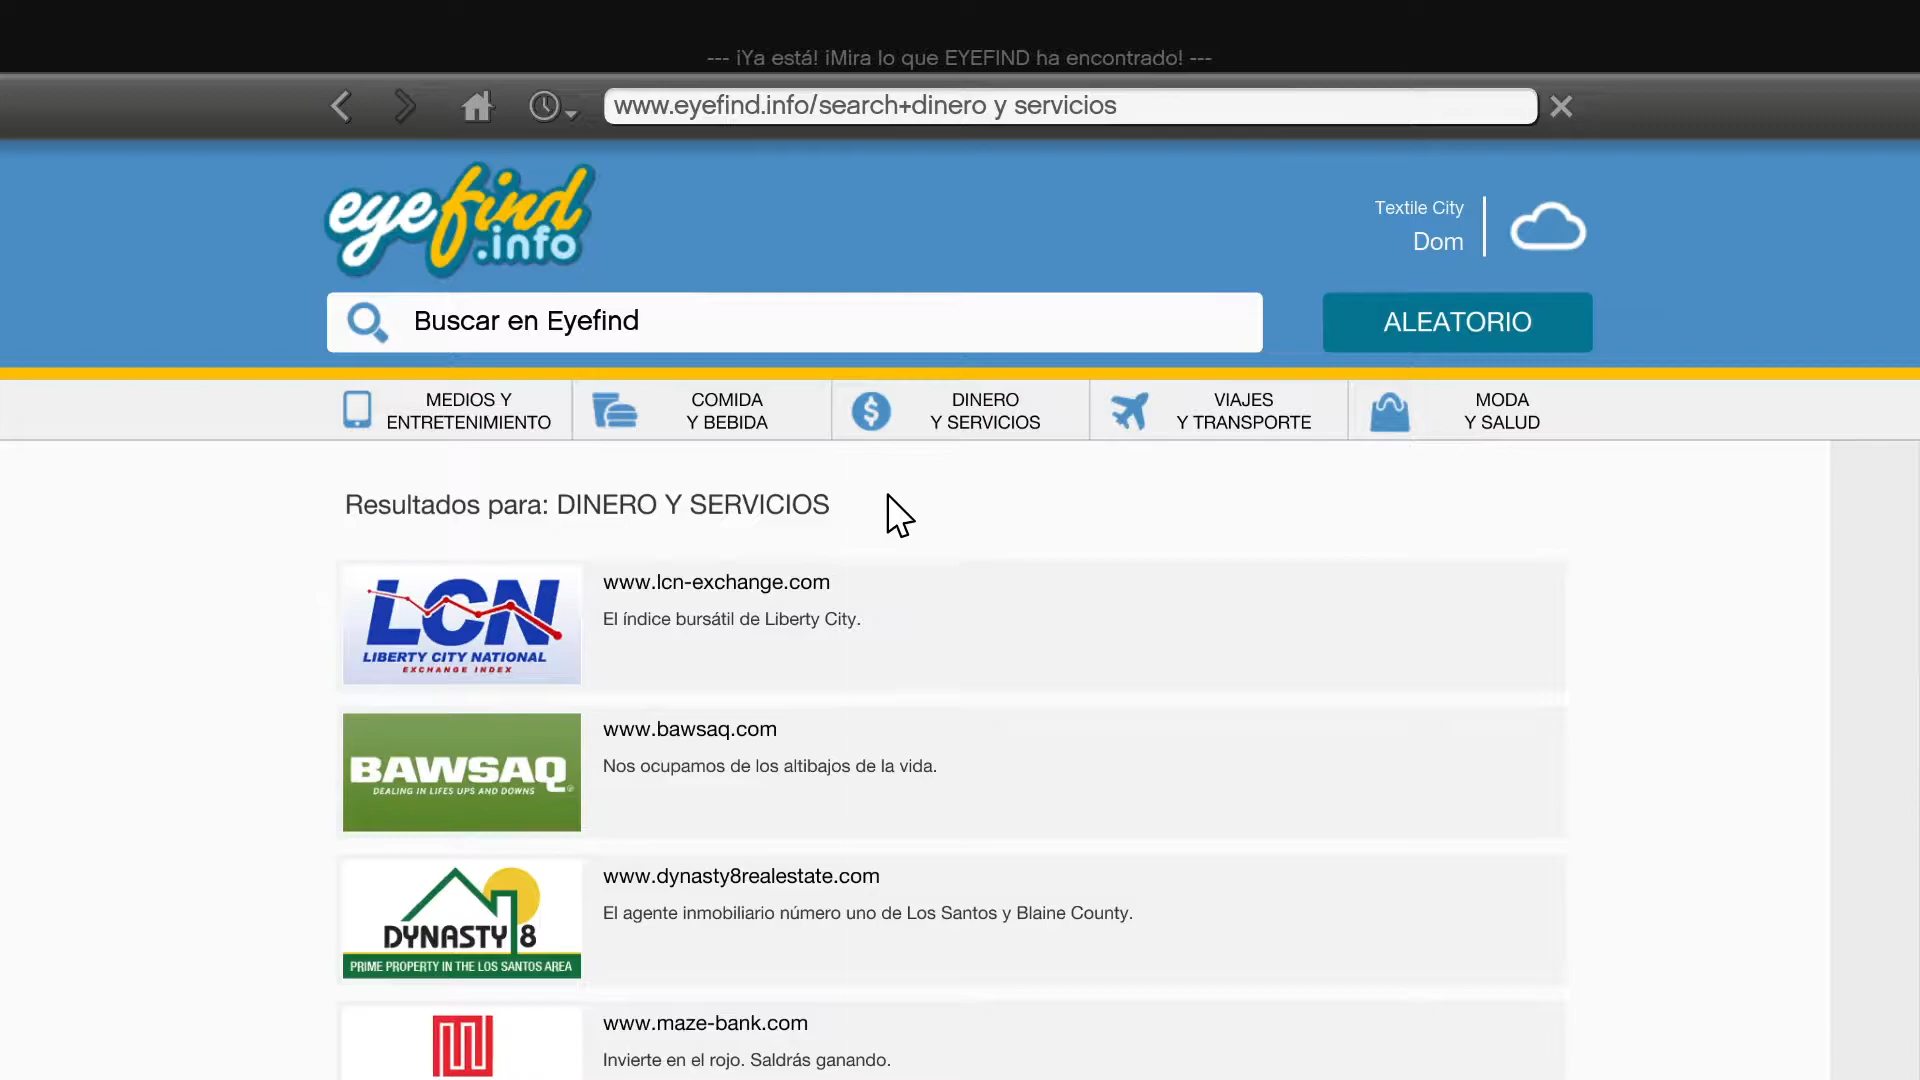 --- ¡Ya está! ¡Mira lo que EYEFIND ha encontrado! ---
www.eyefind.info/search+dinero y servicios
eyefind
.info
Textile City
Dom
Buscar en Eyefind
ALEATORIO
MEDIOS Y
ENTRETENIMIENTO
COMIDA
Y BEBIDA
DINERO
Y SERVICIOS
VIAJES
Y TRANSPORTE
MODA
Y SALUD
Resultados para: DINERO Y SERVICIOS
LCN
LIBERTY CITY NATIONAL
EXCHANGE INDEX
www.lcn-exchange.com
El índice bursátil de Liberty City.
BAWSAQ
DEALING IN LIFES UPS AND DOWNS
www.bawsaq.com
Nos ocupamos de los altibajos de la vida.
DYNASTY 8
PRIME PROPERTY IN THE LOS SANTOS AREA
www.dynasty8realestate.com
El agente inmobiliario número uno de Los Santos y Blaine County.
www.maze-bank.com
Invierte en el rojo. Saldrás ganando.